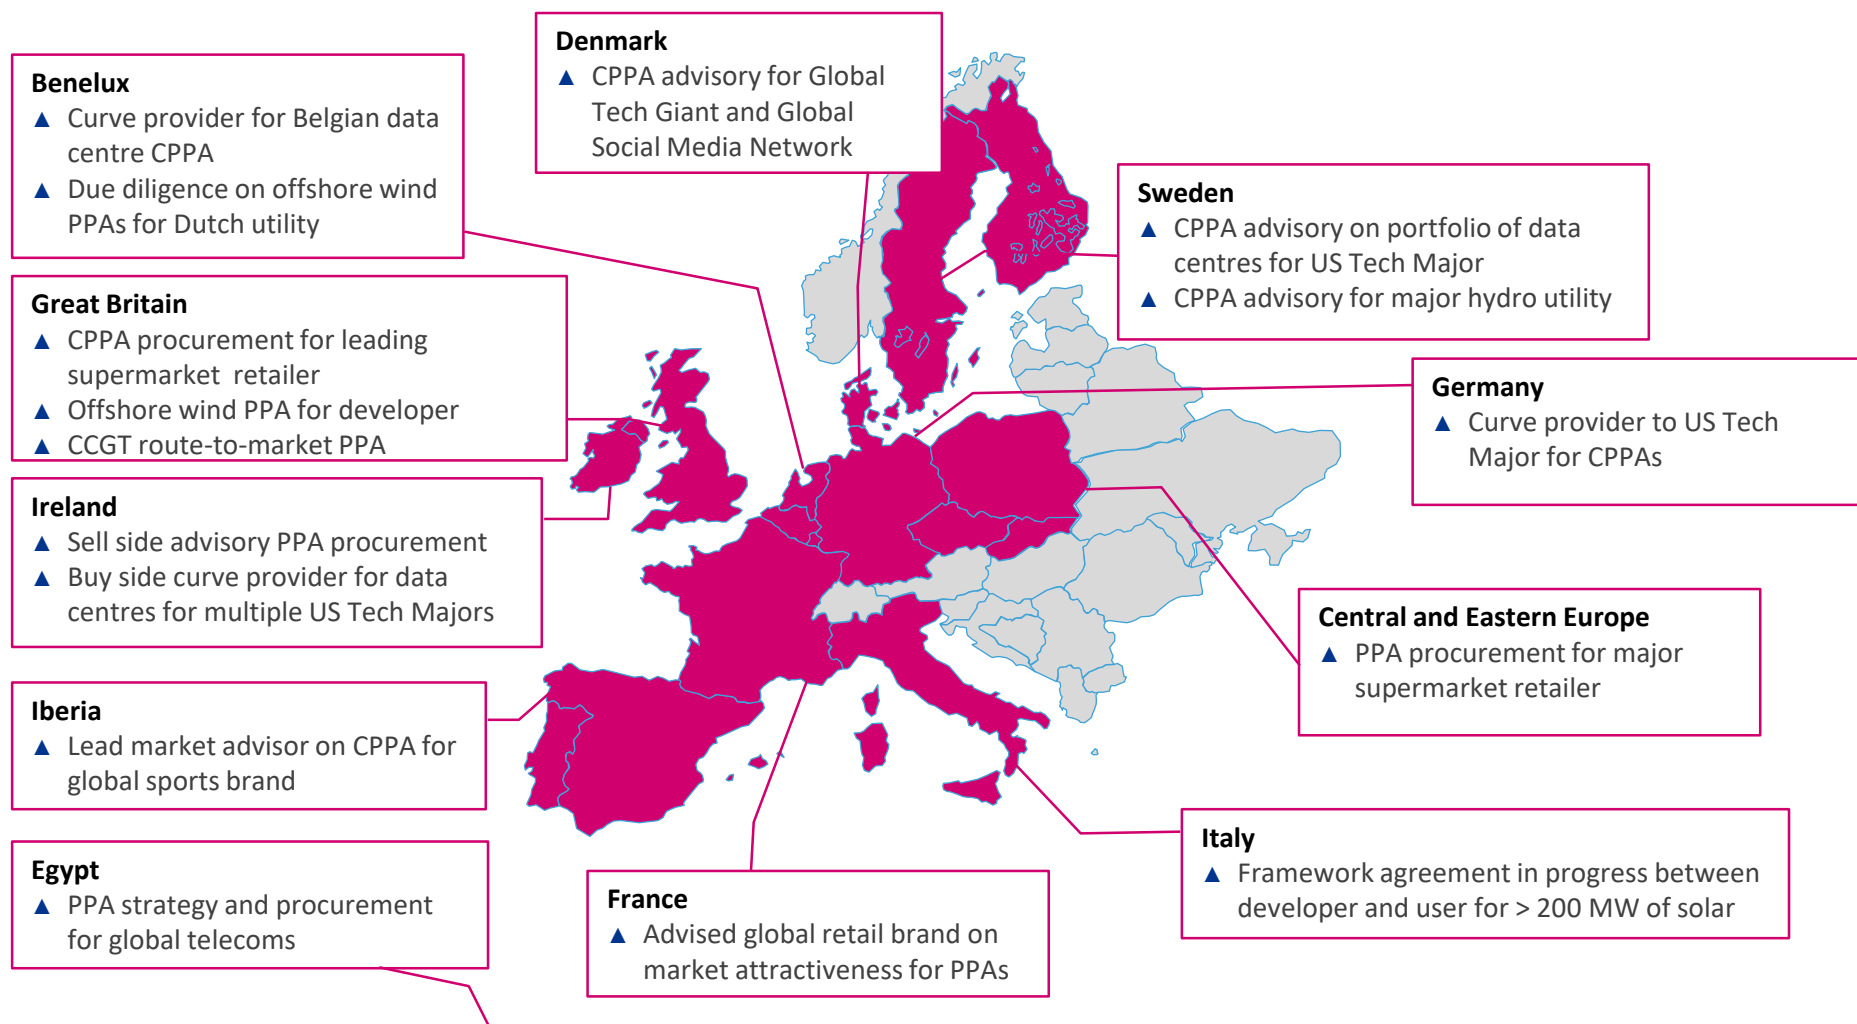 Denmark
▲ CPPA advisory for Global
Tech Giant and Global
Social Media Network
Benelux
▲ Curve provider for Belgian data
centre CPPA
▲ Due diligence on offshore wind
PPAs for Dutch utility
Sweden
▲ CPPA advisory on portfolio of data
centres for US Tech Major
▲ CPPA advisory for major hydro utility
Great Britain
▲ CPPA procurement for leading
supermarket retailer
▲ Offshore wind PPA for developer
▲ CCGT route-to-market PPA
Germany
▲ Curve provider to US Tech
Major for CPPAs
Ireland
▲ Sell side advisory PPA procurement
▲ Buy side curve provider for data
centres for multiple US Tech Majors
Central and Eastern Europe
▲ PPA procurement for major
supermarket retailer
Iberia
▲ Lead market advisor on CPPA for
global sports brand
Italy
▲ Framework agreement in progress between
developer and user for > 200 MW of solar
Egypt
▲ PPA strategy and procurement
for global telecoms
France
▲ Advised global retail brand on
market attractiveness for PPAs